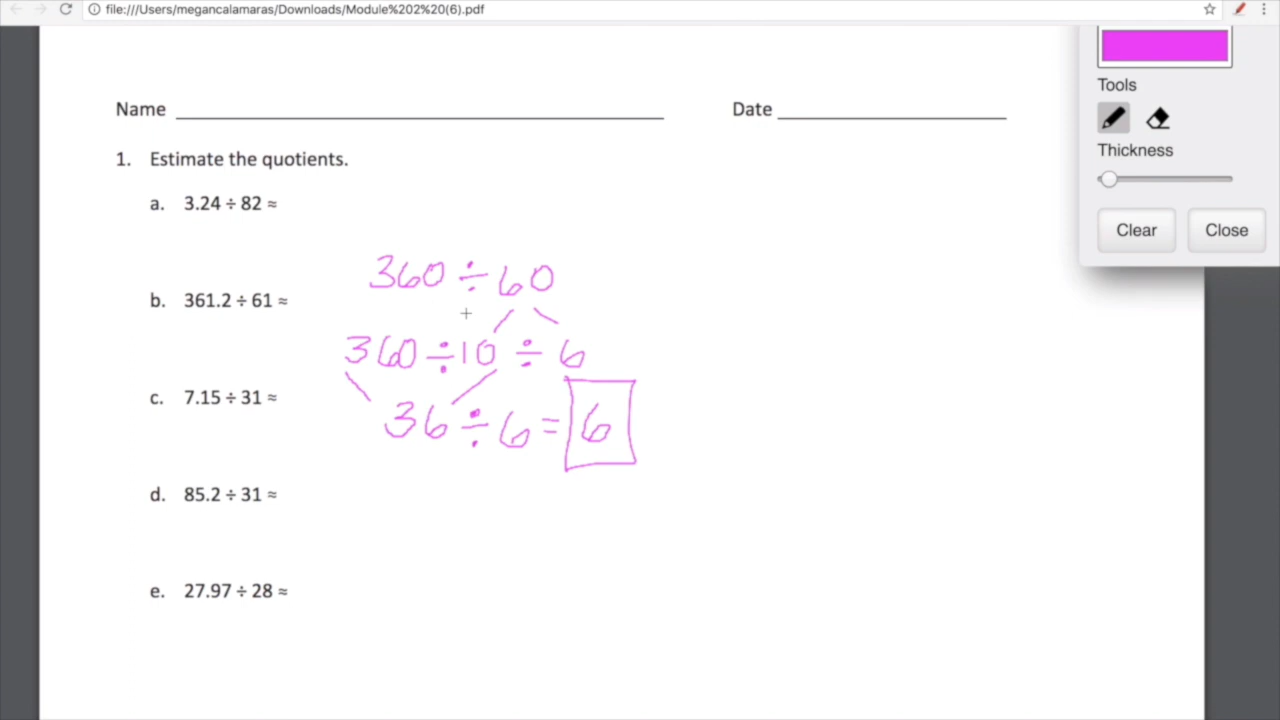 file:///Users/megancalamaras/Downloads/Module%202%20(6).pdf
Tools
Thickness
Clear Close
Name Date
1. Estimate the quotients.
a. 3.24 ÷ 82 ≈
360 ÷ 60
b. 361.2 ÷ 61 ≈
360 ÷ 10 ÷ 6
c. 7.15 ÷ 31 ≈
36 ÷ 6 = 6
d. 85.2 ÷ 31 ≈
e. 27.97 ÷ 28 ≈